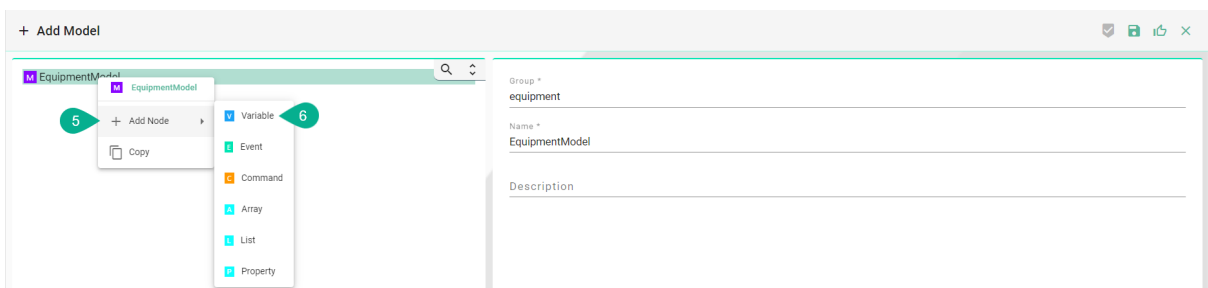 + Add Model
M EquipmentModel
M EquipmentModel
5 + Add Node
Copy
V Variable 6
E Event
C Command
A Array
L List
P Property
Group *
equipment
Name *
EquipmentModel
Description